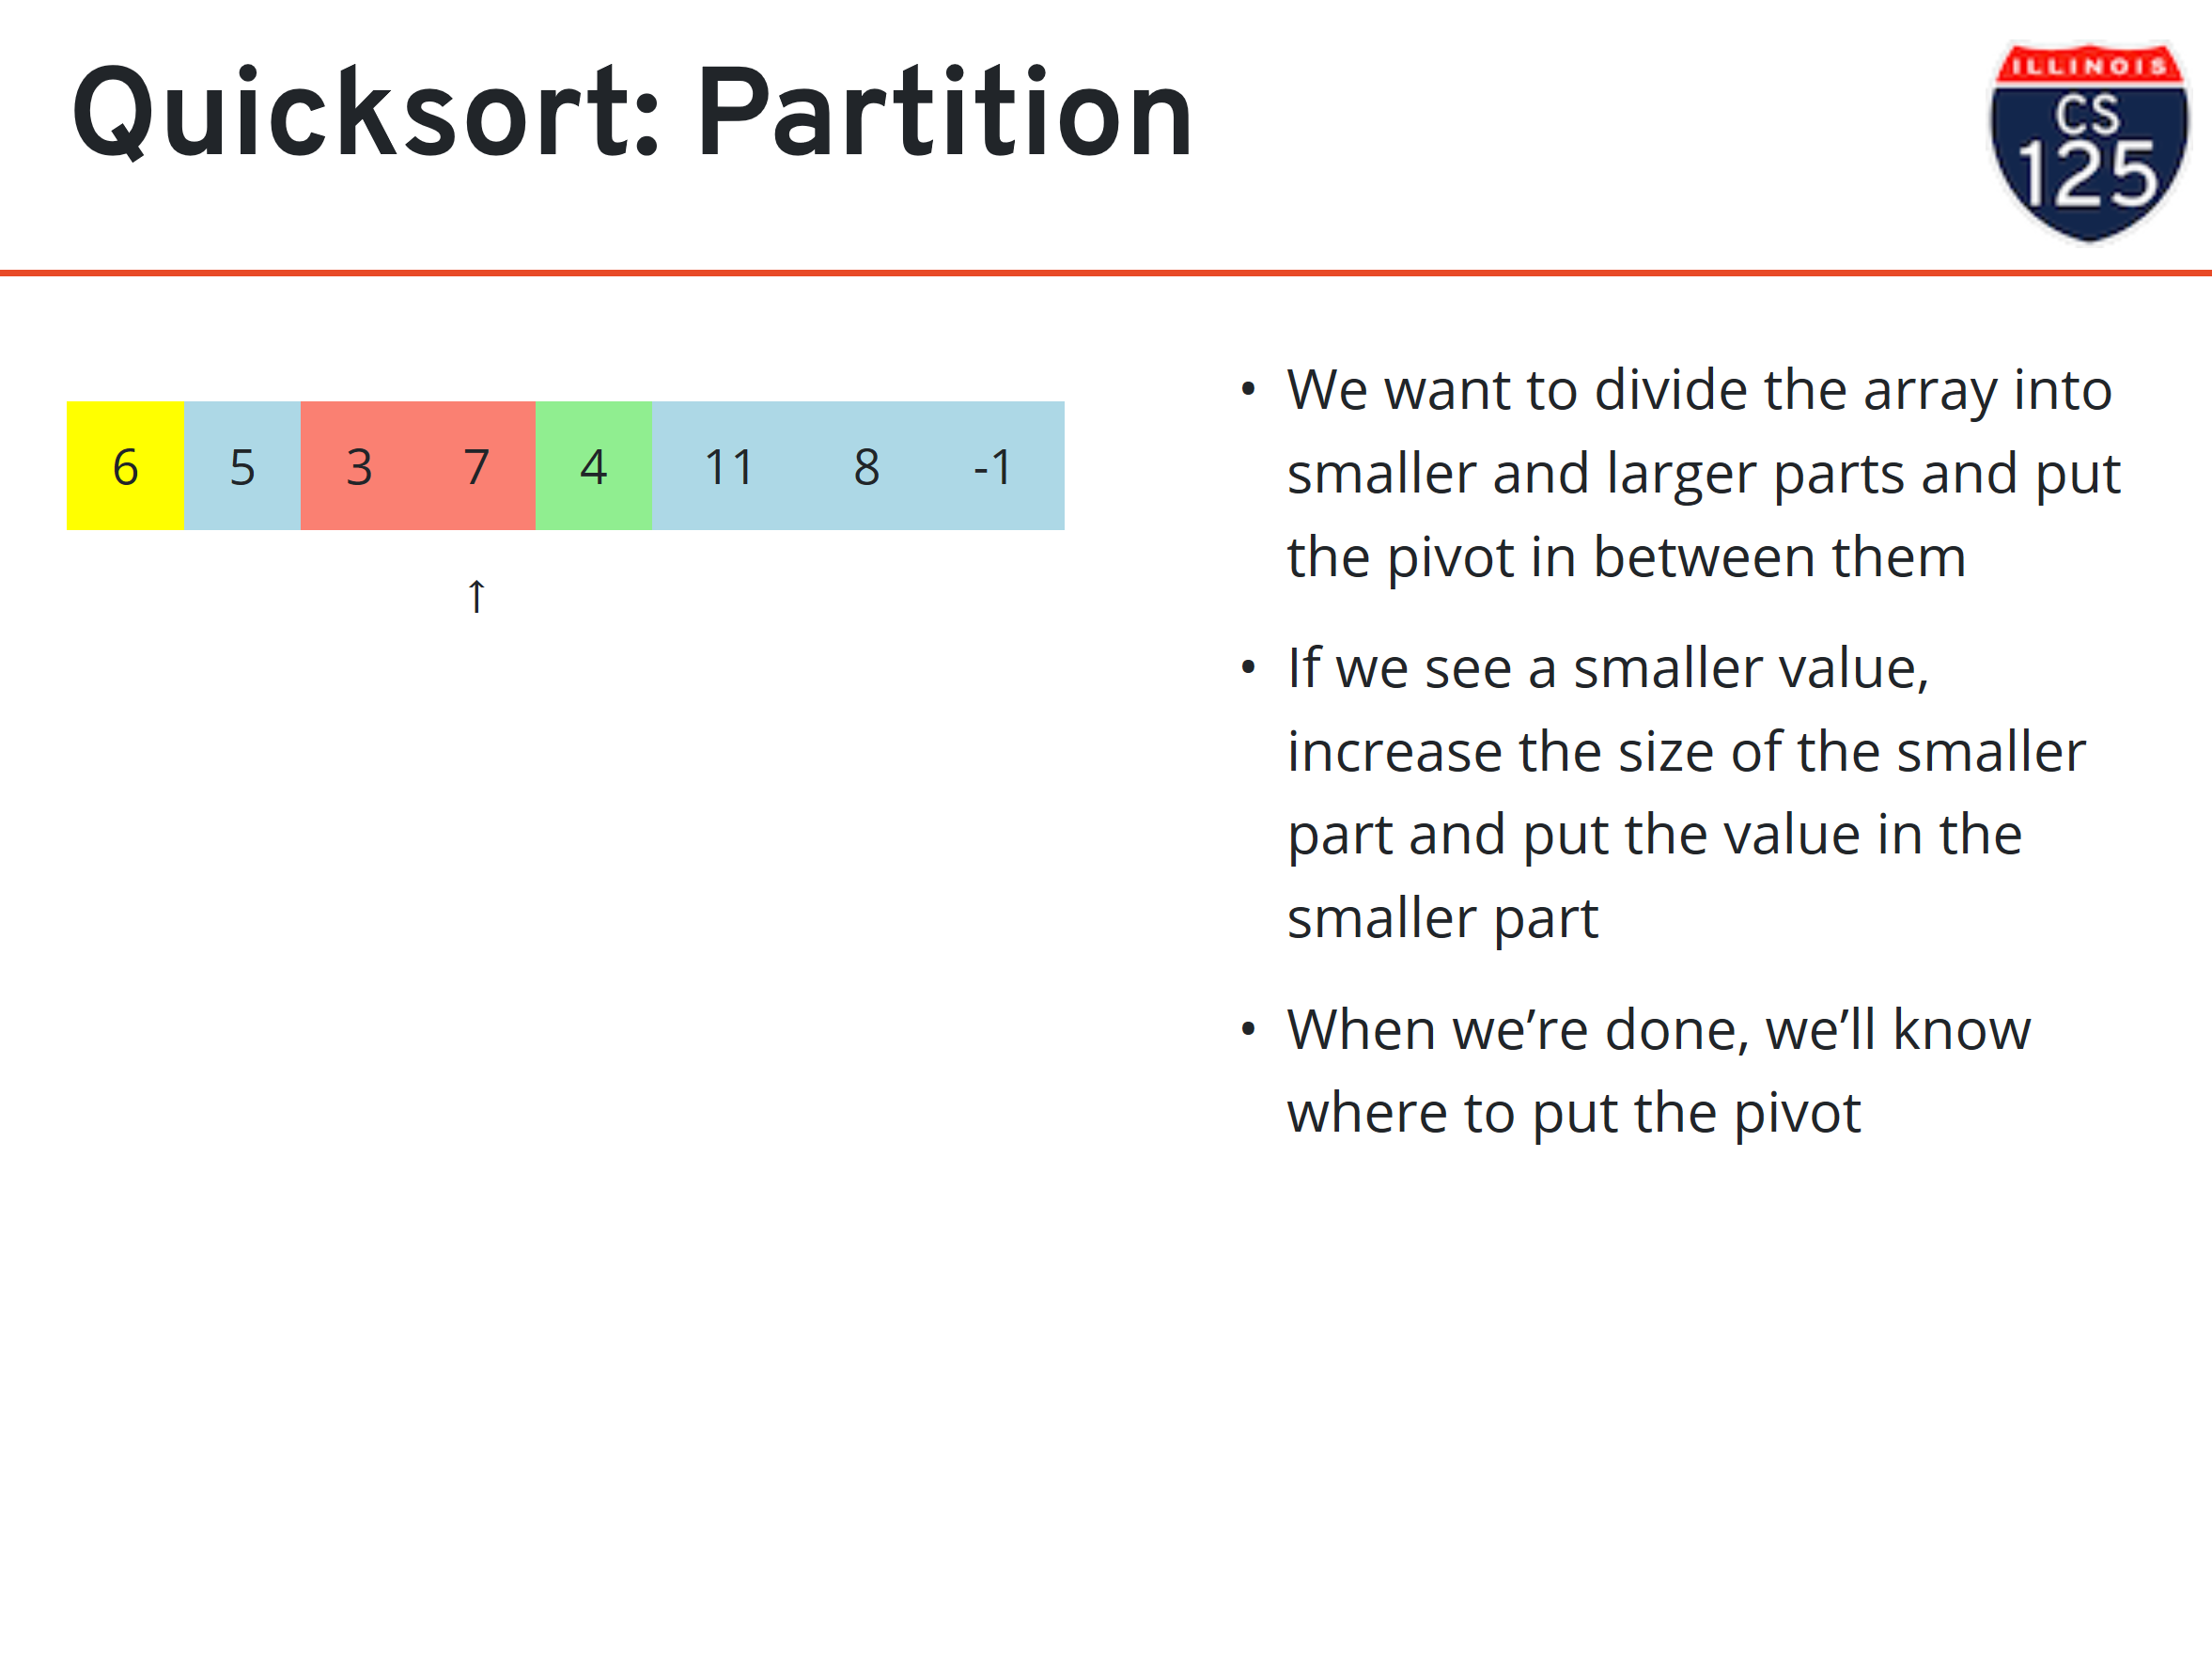 Quicksort: Partition
ILLINOIS
CS
125
6 5 3 7 4 11 8 -1
↑
• We want to divide the array into
smaller and larger parts and put
the pivot in between them
• If we see a smaller value,
increase the size of the smaller
part and put the value in the
smaller part
• When we’re done, we’ll know
where to put the pivot